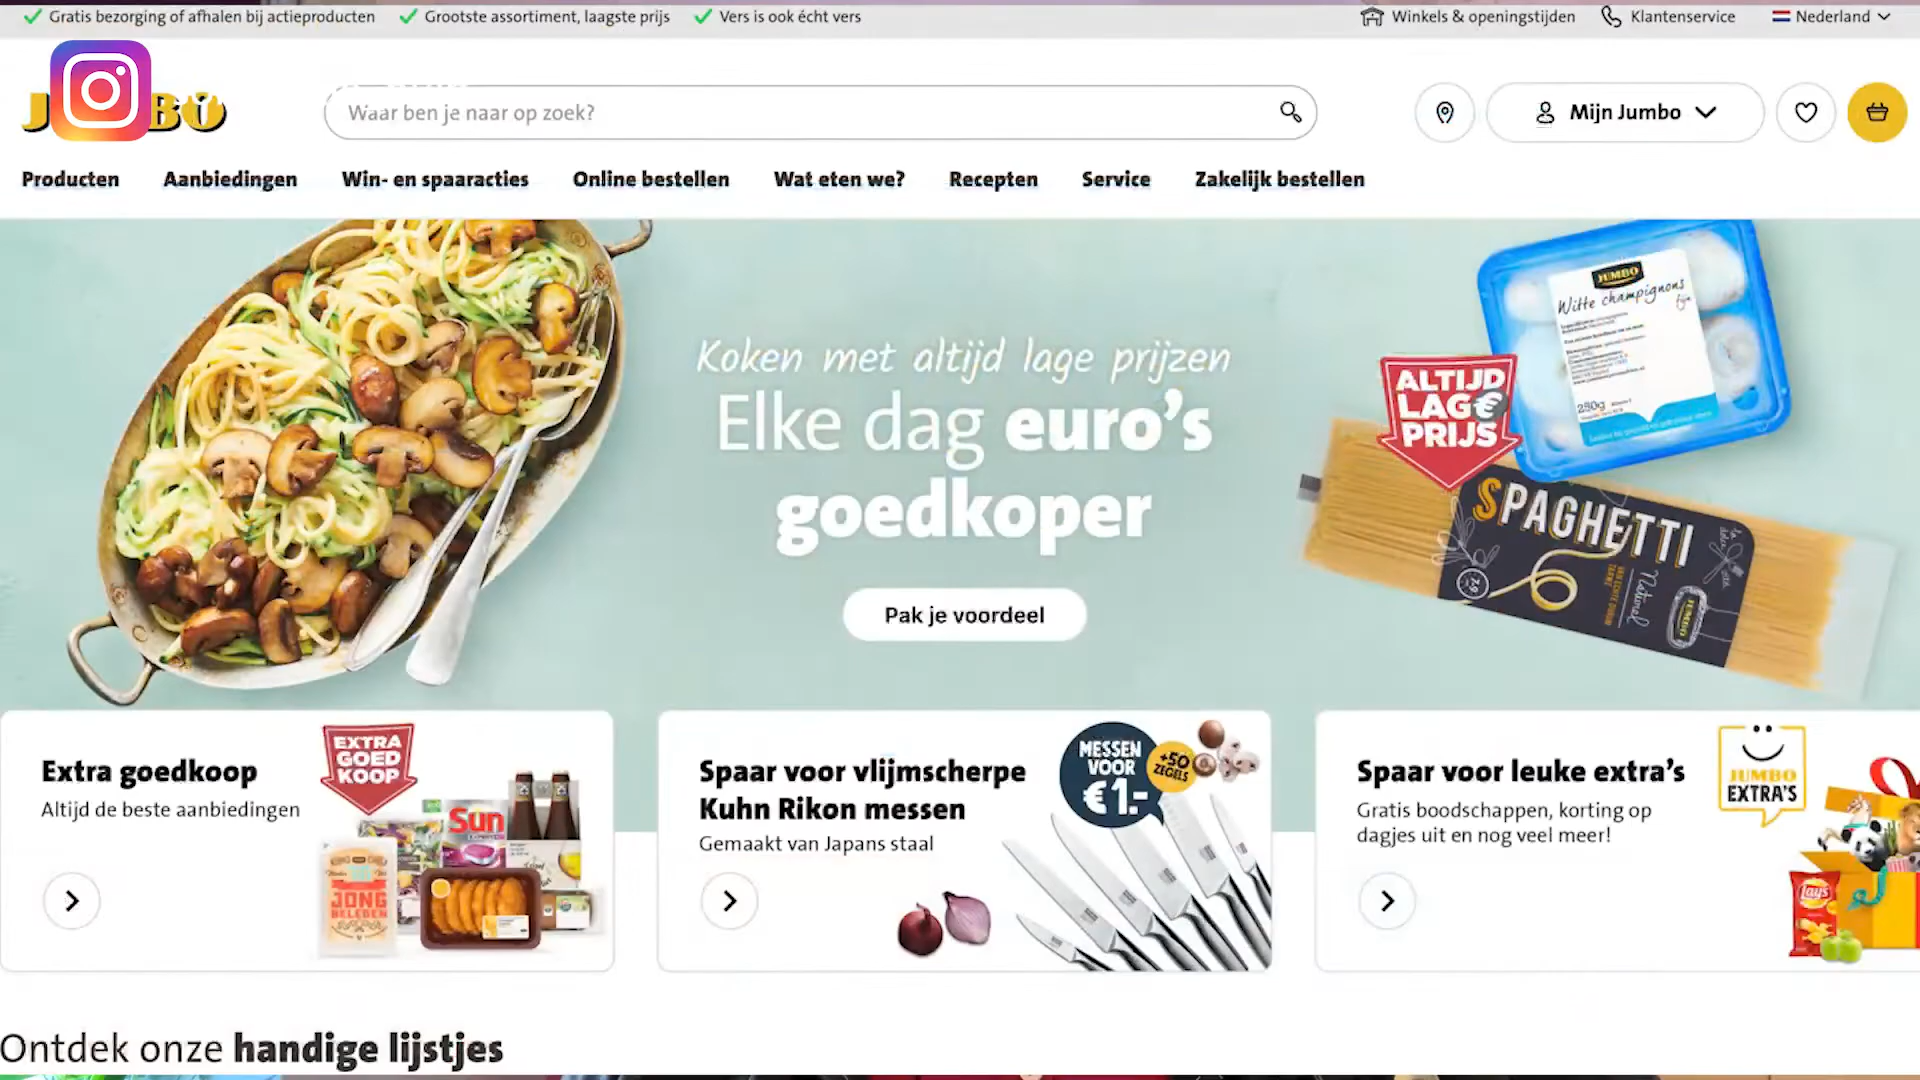 Gratis bezorging of afhalen bij actieproducten
Grootste assortiment, laagste prijs
Vers is ook écht vers
Winkels & openingstijden
Klantenservice
Nederland
Waar ben je naar op zoek?
Mijn Jumbo
Producten
Aanbiedingen
Win- en spaaracties
Online bestellen
Wat eten we?
Recepten
Service
Zakelijk bestellen
Koken met altijd lage prijzen
Elke dag euro's
goedkoper
Pak je voordeel
JUMBO
Witte champignons
fijn
250g
ALTIJD
LAG€
PRIJS
SPAGHETTI
Naturel
JUMBO
Extra goedkoop
Altijd de beste aanbiedingen
EXTRA
GOED
KOOP
Sun
JONG
BELEGEN
Spaar voor vlijmscherpe
Kuhn Rikon messen
Gemaakt van Japans staal
MESSEN
VOOR
€1.-
+50
ZEGELS
Spaar voor leuke extra's
Gratis boodschappen, korting op
dagjes uit en nog veel meer!
JUMBO
EXTRA'S
Lay's
Ontdek onze handige lijstjes